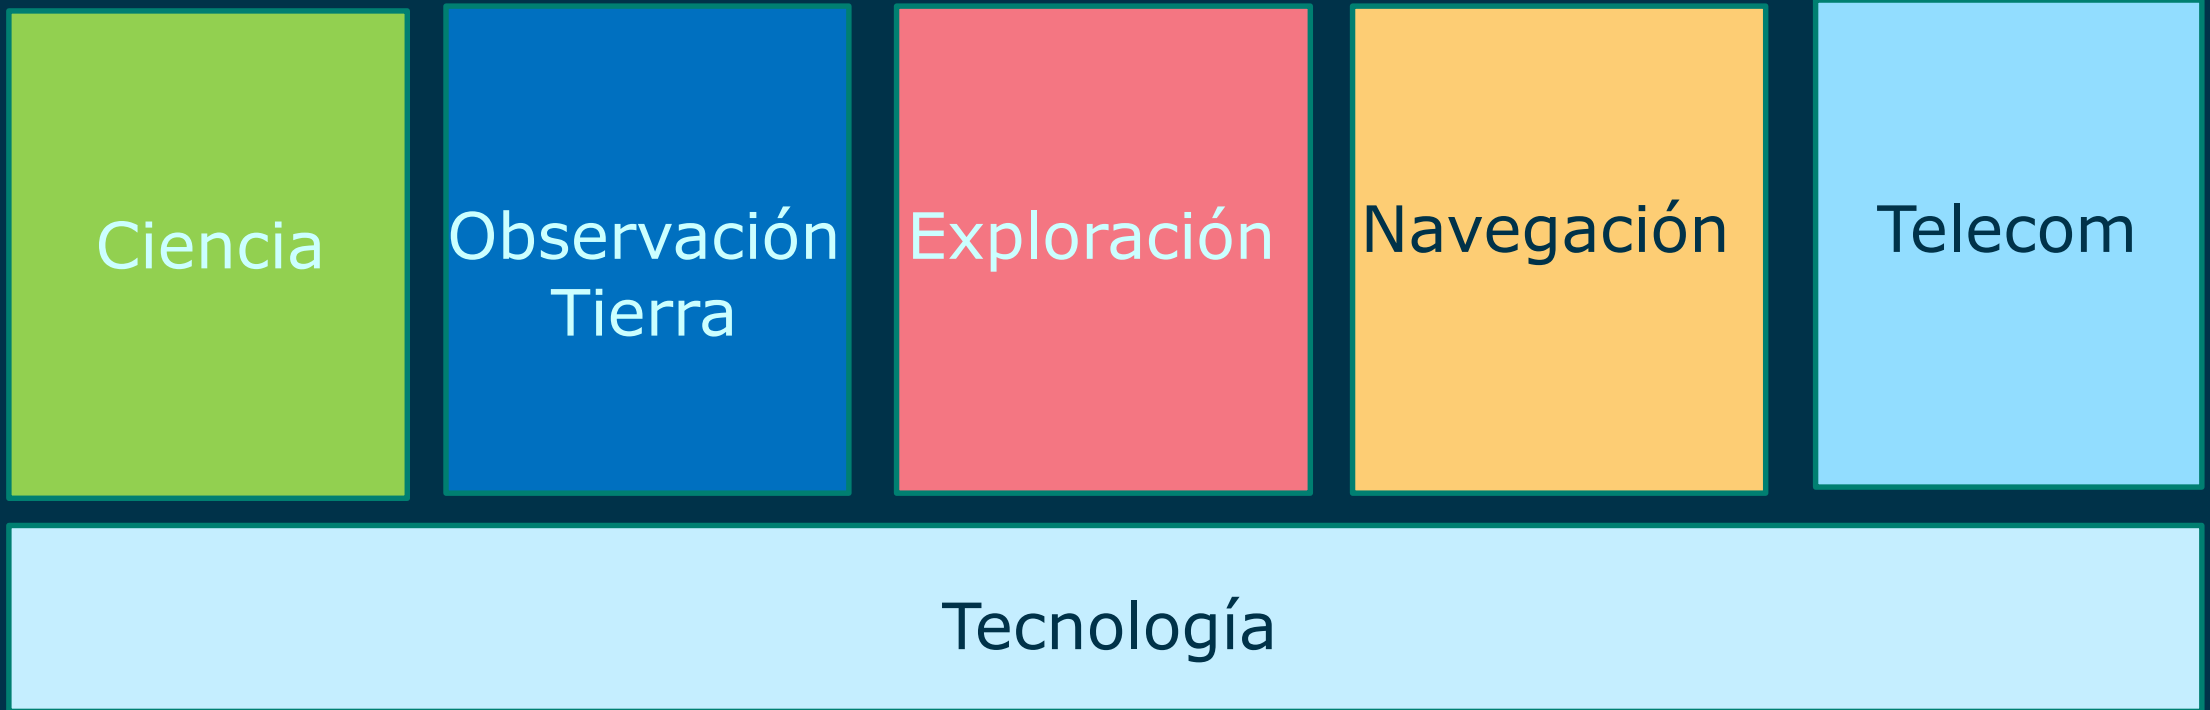 Ciencia
Observación
Tierra
Exploración
Navegación
Telecom
Tecnología